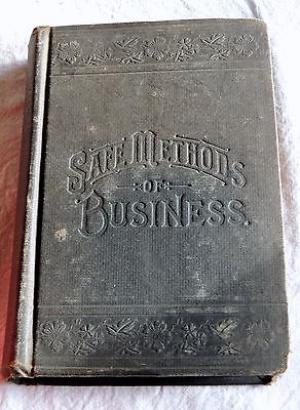 SAFE METHODS
OF
BUSINESS.